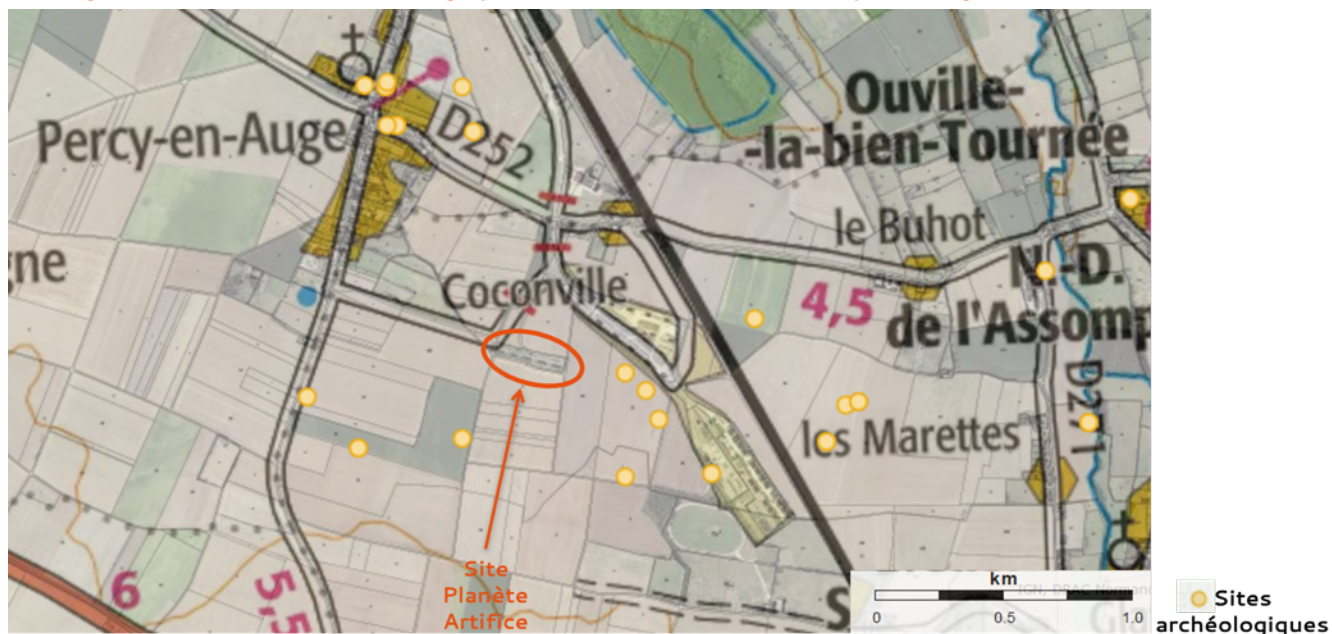 Ouville-
-la-bien-Tournée
Percy-en-Auge
D252
le Buhot
N.-D.
de l'Assomp
gne
Coconville
4,5
D271
les Marettes
Site
Planète
Artifice
6
5,5
S
km
IGN, DRAC Norman
0 0.5 1.0
Sites
archéologiques